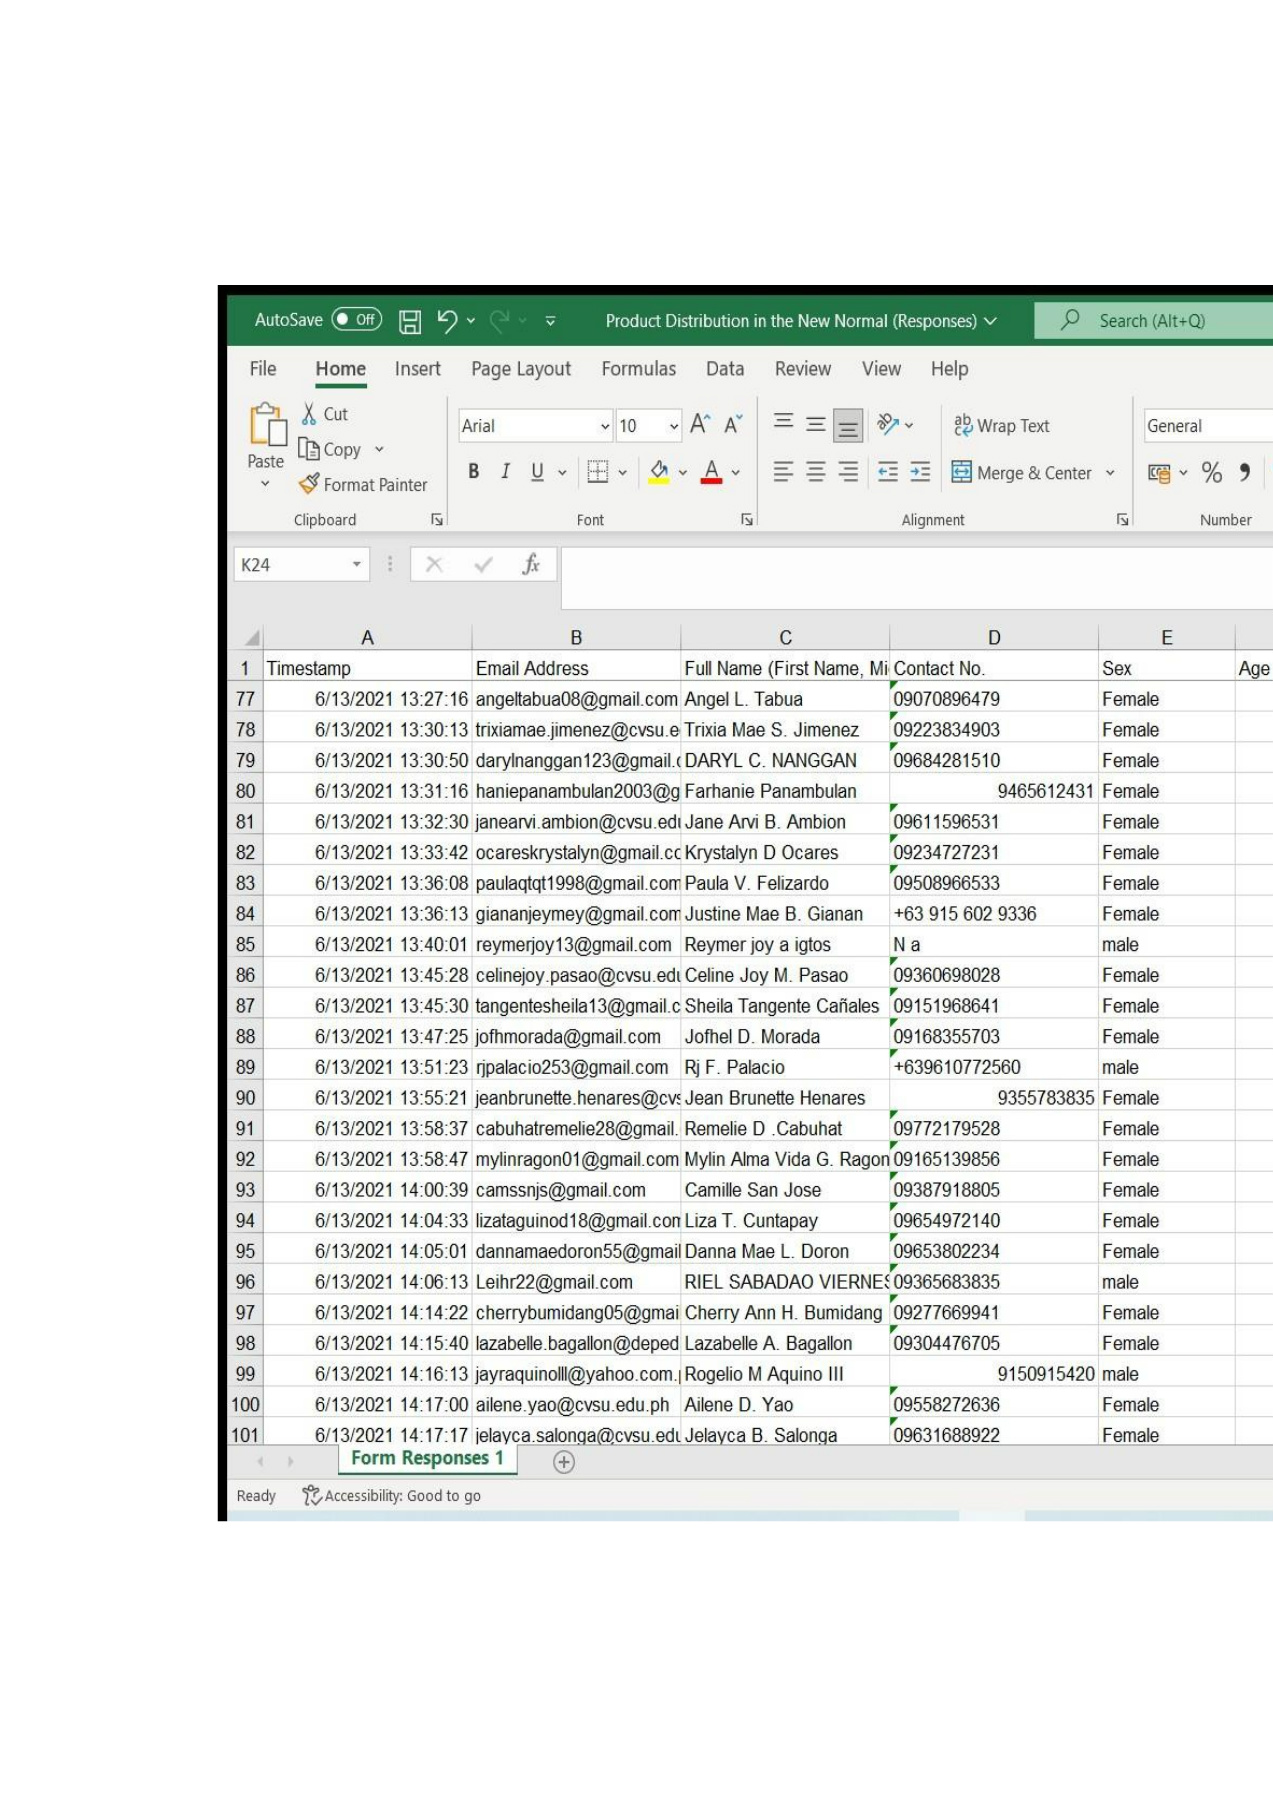 AutoSave Off Product Distribution in the New Normal (Responses) Search (Alt+Q)
File Home Insert Page Layout Formulas Data Review View Help
Paste Cut Copy Format Painter Clipboard
Arial 10 A A B I U A Font
ab Wrap Text Merge & Center Alignment
General % Number
K24 fx
A B C D E
1 Timestamp Email Address Full Name (First Name, Mi Contact No. Sex Age
77 6/13/2021 13:27:16 angeltabua08@gmail.com Angel L. Tabua 09070896479 Female
78 6/13/2021 13:30:13 trixiamae.jimenez@cvsu.e Trixia Mae S. Jimenez 09223834903 Female
79 6/13/2021 13:30:50 darylnanggan123@gmail.c DARYL C. NANGGAN 09684281510 Female
80 6/13/2021 13:31:16 haniepanambulan2003@g Farhanie Panambulan 9465612431 Female
81 6/13/2021 13:32:30 janearvi.ambion@cvsu.edu Jane Arvi B. Ambion 09611596531 Female
82 6/13/2021 13:33:42 ocareskrystalyn@gmail.cc Krystalyn D Ocares 09234727231 Female
83 6/13/2021 13:36:08 paulaqtqt1998@gmail.com Paula V. Felizardo 09508966533 Female
84 6/13/2021 13:36:13 giananjeymey@gmail.com Justine Mae B. Gianan +63 915 602 9336 Female
85 6/13/2021 13:40:01 reymerjoy13@gmail.com Reymer joy a igtos N a male
86 6/13/2021 13:45:28 celinejoy.pasao@cvsu.edu Celine Joy M. Pasao 09360698028 Female
87 6/13/2021 13:45:30 tangentesheila13@gmail.c Sheila Tangente Cañales 09151968641 Female
88 6/13/2021 13:47:25 jofhmorada@gmail.com Jofhel D. Morada 09168355703 Female
89 6/13/2021 13:51:23 rjpalacio253@gmail.com Rj F. Palacio +639610772560 male
90 6/13/2021 13:55:21 jeanbrunette.henares@cvs Jean Brunette Henares 9355783835 Female
91 6/13/2021 13:58:37 cabuhatremelie28@gmail. Remelie D .Cabuhat 09772179528 Female
92 6/13/2021 13:58:47 mylinragon01@gmail.com Mylin Alma Vida G. Ragon 09165139856 Female
93 6/13/2021 14:00:39 camssnjs@gmail.com Camille San Jose 09387918805 Female
94 6/13/2021 14:04:33 lizataguinod18@gmail.com Liza T. Cuntapay 09654972140 Female
95 6/13/2021 14:05:01 dannamaedoron55@gmail Danna Mae L. Doron 09653802234 Female
96 6/13/2021 14:06:13 Leihr22@gmail.com RIEL SABADAO VIERNES 09365683835 male
97 6/13/2021 14:14:22 cherrybumidang05@gmai Cherry Ann H. Bumidang 09277669941 Female
98 6/13/2021 14:15:40 lazabelle.bagallon@deped Lazabelle A. Bagallon 09304476705 Female
99 6/13/2021 14:16:13 jayraquinolll@yahoo.com. Rogelio M Aquino III 9150915420 male
100 6/13/2021 14:17:00 ailene.yao@cvsu.edu.ph Ailene D. Yao 09558272636 Female
101 6/13/2021 14:17:17 jelayca.salonga@cvsu.edu Jelayca B. Salonga 09631688922 Female
Form Responses 1
Ready Accessibility: Good to go